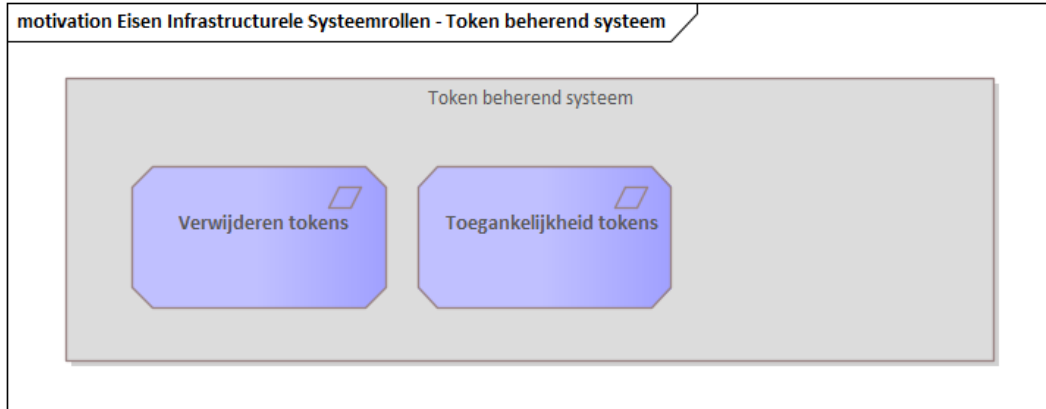 motivation Eisen Infrastructurele Systeemrollen - Token beherend systeem
Token beherend systeem
Verwijderen tokens
Toegankelijkheid tokens